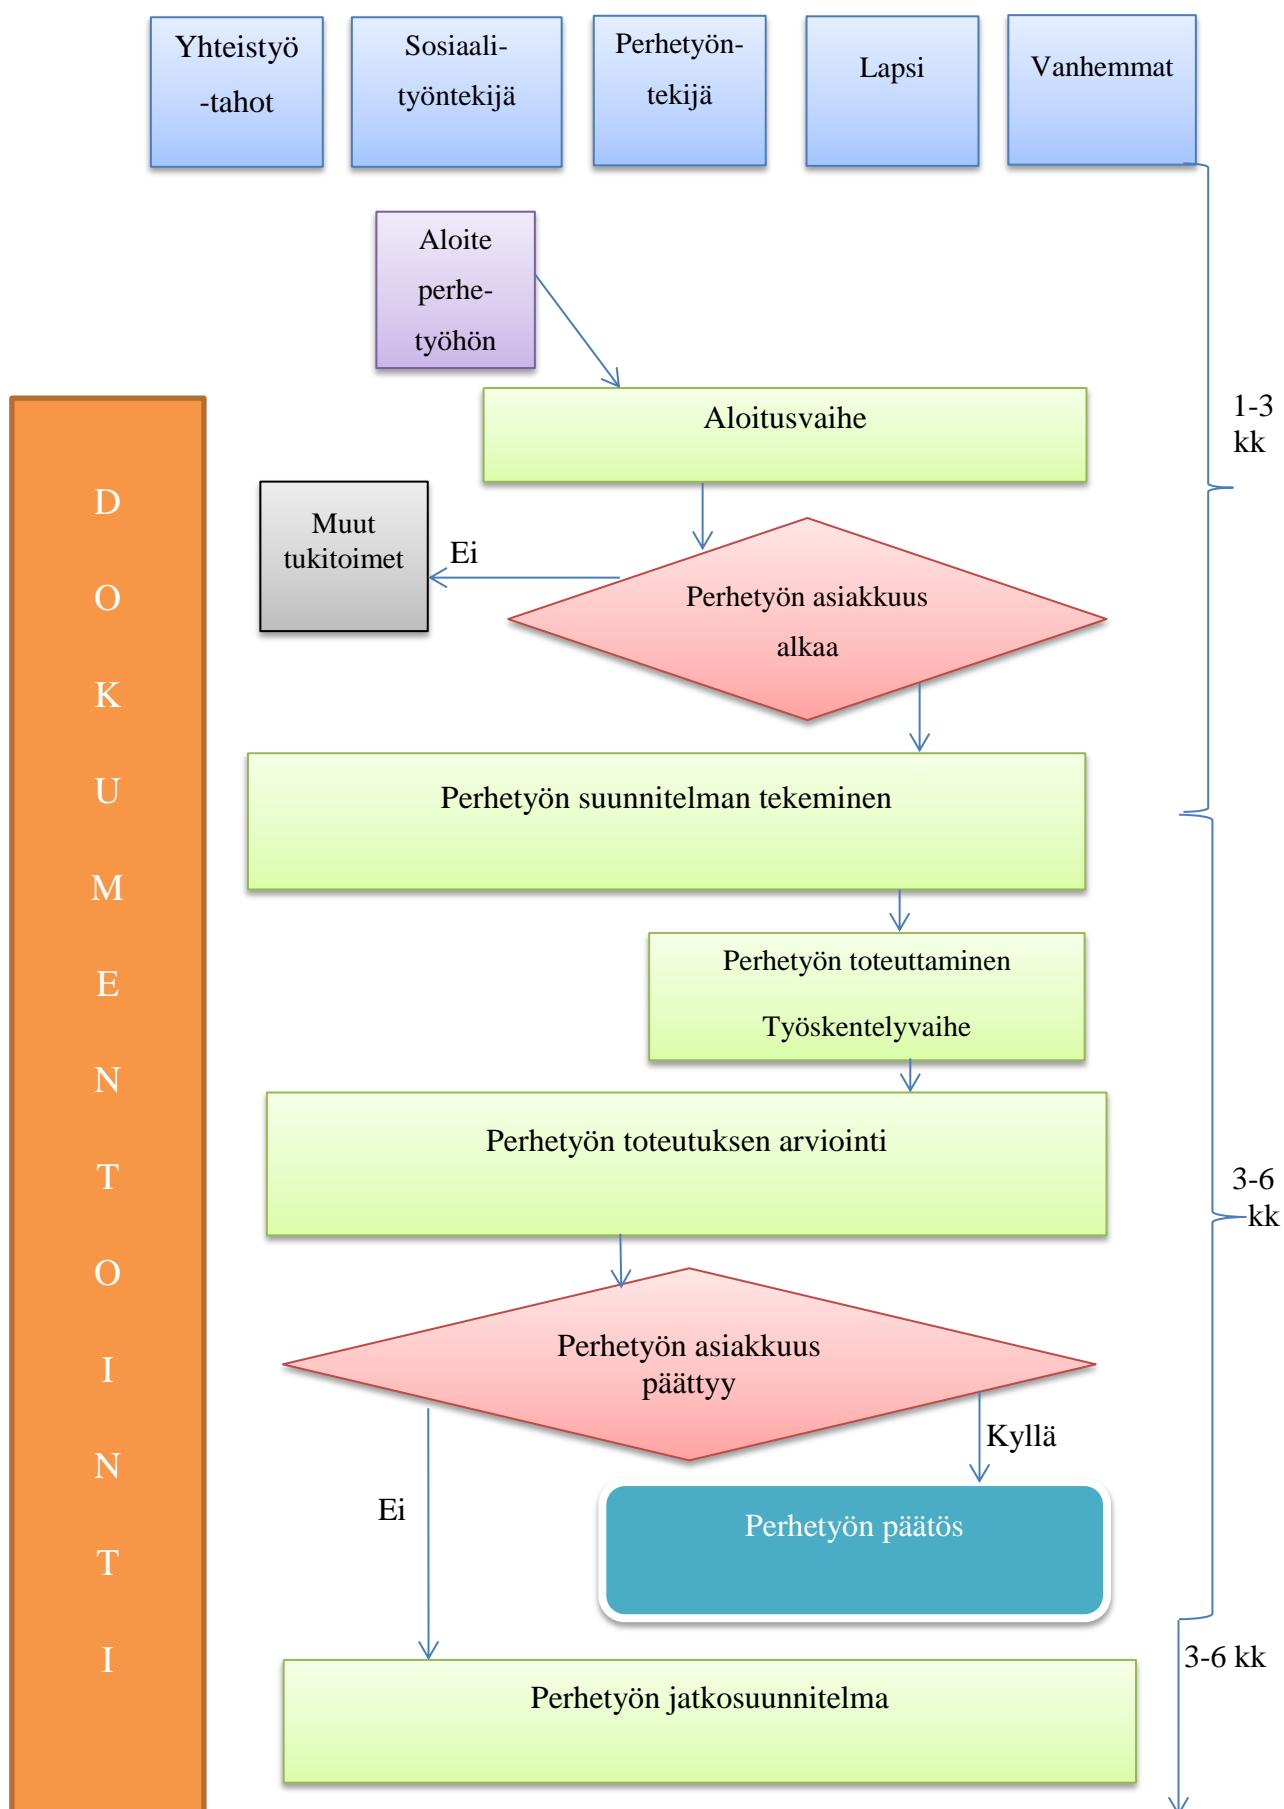 Yhteistyö
-tahot
Sosiaali-
työntekijä
Perhetyön-
tekijä
Lapsi
Vanhemmat
Aloite
perhe-
työhön
Aloitusvaihe
1-3
kk
Muut
tukitoimet
Ei
Perhetyön asiakkuus
alkaa
Perhetyön suunnitelman tekeminen
Perhetyön toteuttaminen
Työskentelyvaihe
Perhetyön toteutuksen arviointi
3-6
kk
Perhetyön asiakkuus
päättyy
Kyllä
Ei
Perhetyön päätös
3-6 kk
Perhetyön jatkosuunnitelma
D
O
K
U
M
E
N
T
O
I
N
T
I